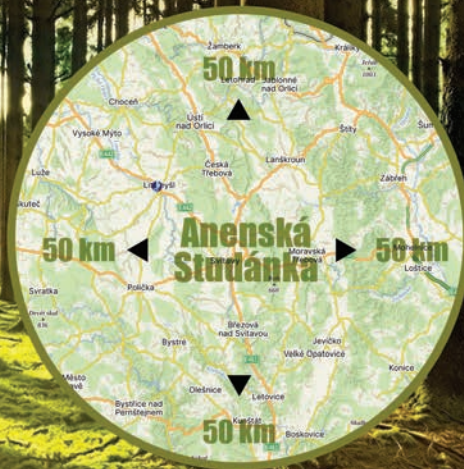 Žamberk
Králíky
50 km
Letohrad
Jablonné
nad Orlicí
Choceň
Ústí
nad Orlicí
Štíty
Vysoké Mýto
Česká
Třebová
Lanškroun
Luže
Zábřeh
Litomyšl
Anenská
Studánka
Svitavy
50 km
Moravská
Třebová
50 km
Mohelnice
Loštice
Polička
Svratka
Březová
nad Svitavou
Bystré
Jevíčko
Velké Opatovice
Konice
Olešnice
Letovice
Bystřice nad
Pernštejnem
Kunštát
50 km
Boskovice